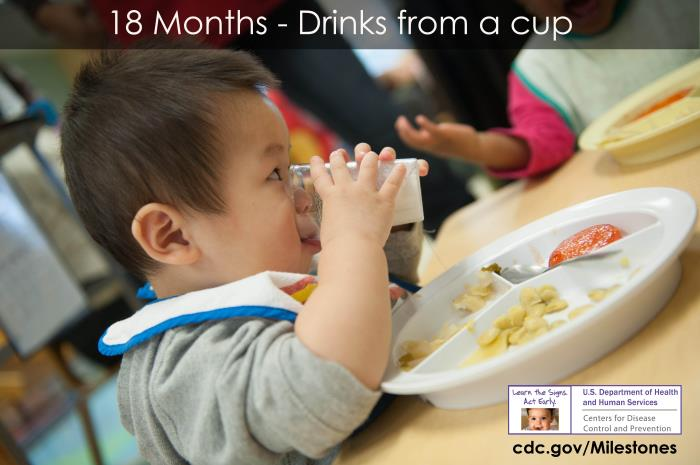 18 Months - Drinks from a cup
Learn the Signs.
Act Early.
U.S. Department of Health
and Human Services
Centers for Disease
Control and Prevention
cdc.gov/Milestones